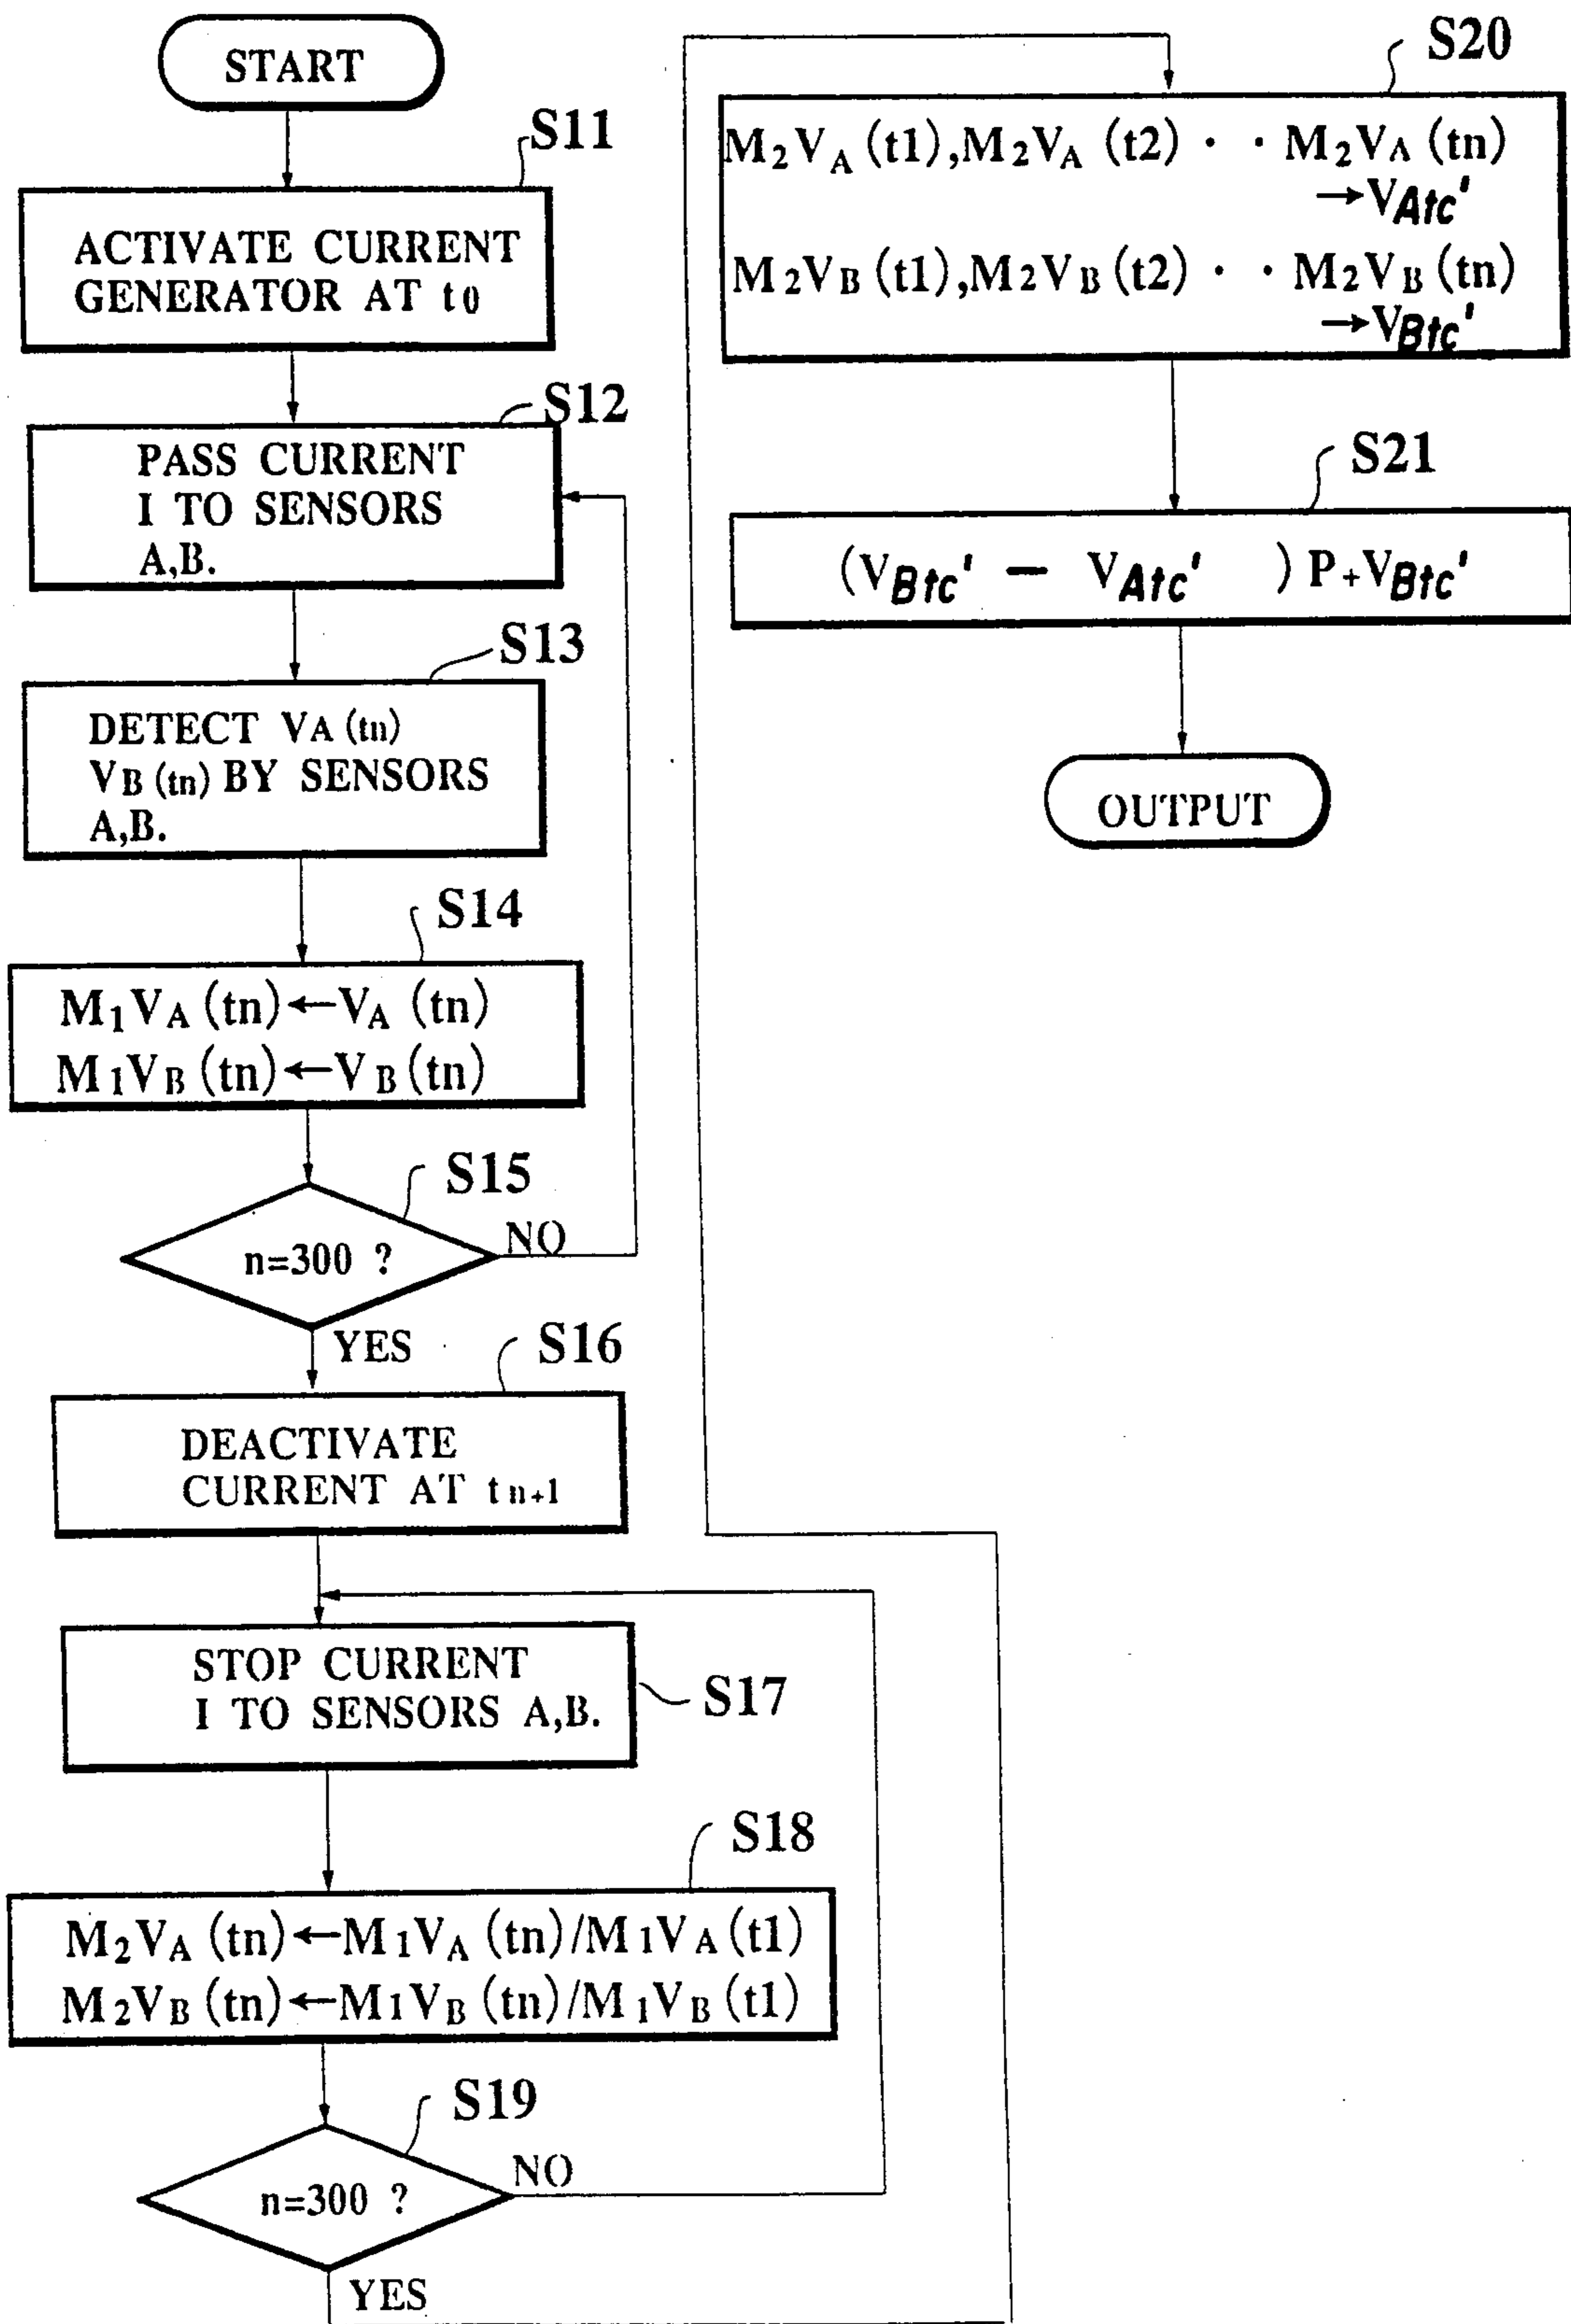 START
S11
ACTIVATE CURRENT
GENERATOR AT t0
S12
PASS CURRENT
I TO SENSORS
A,B.
S13
DETECT VA (tn)
VB (tn) BY SENSORS
A,B.
S14
M1VA (tn)←VA (tn)
M1VB (tn)←VB (tn)
S15
n=300 ?
NO
YES
S16
DEACTIVATE
CURRENT AT tn+1
STOP CURRENT
I TO SENSORS A,B.
S17
S18
M2VA (tn)←M1VA (tn)/M1VA (t1)
M2VB (tn)←M1VB (tn)/M1VB (t1)
S19
n=300 ?
NO
YES
S20
M2VA (t1),M2VA (t2) · · M2VA (tn)
→VAtc'
M2VB (t1),M2VB (t2) · · M2VB (tn)
→VBtc'
S21
(VBtc' − VAtc' ) P+VBtc'
OUTPUT